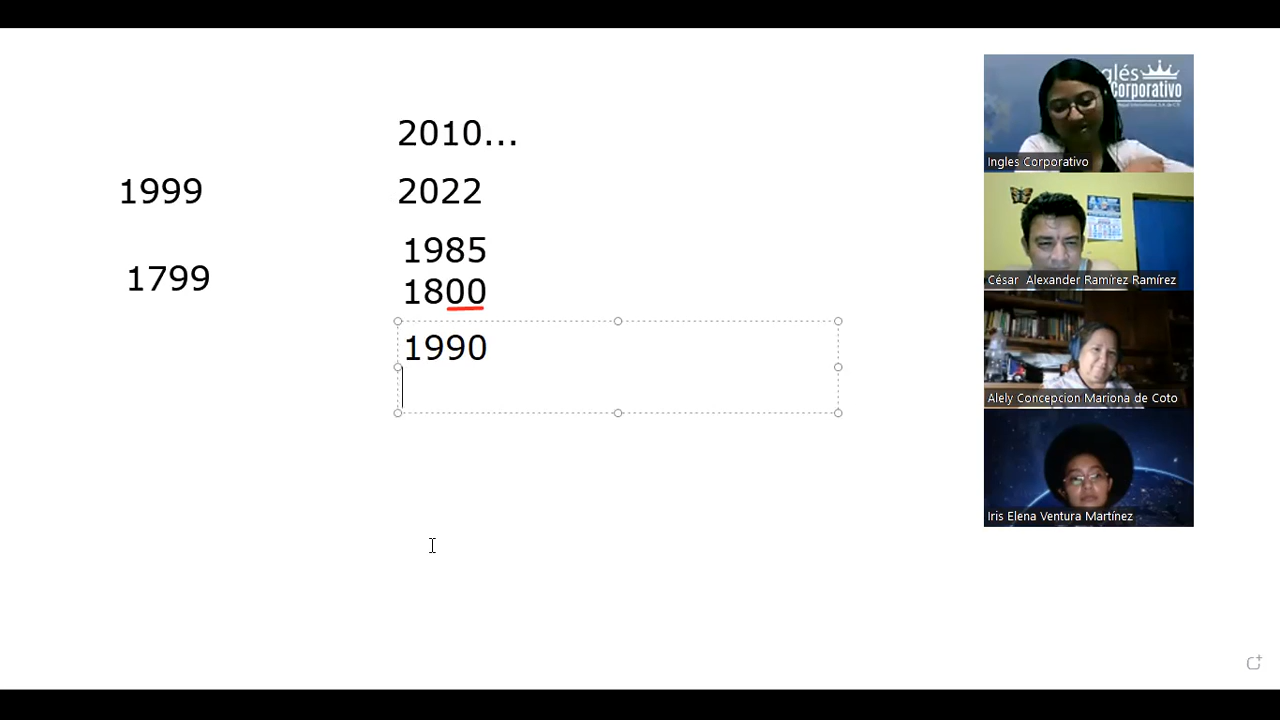 2010...
1999
2022
1985
1799
1800
1990
glés
Corporativo
Ingles Corporativo
César Alexander Ramírez Ramírez
Alely Concepcion Mariona de Coto
Iris Elena Ventura Martínez